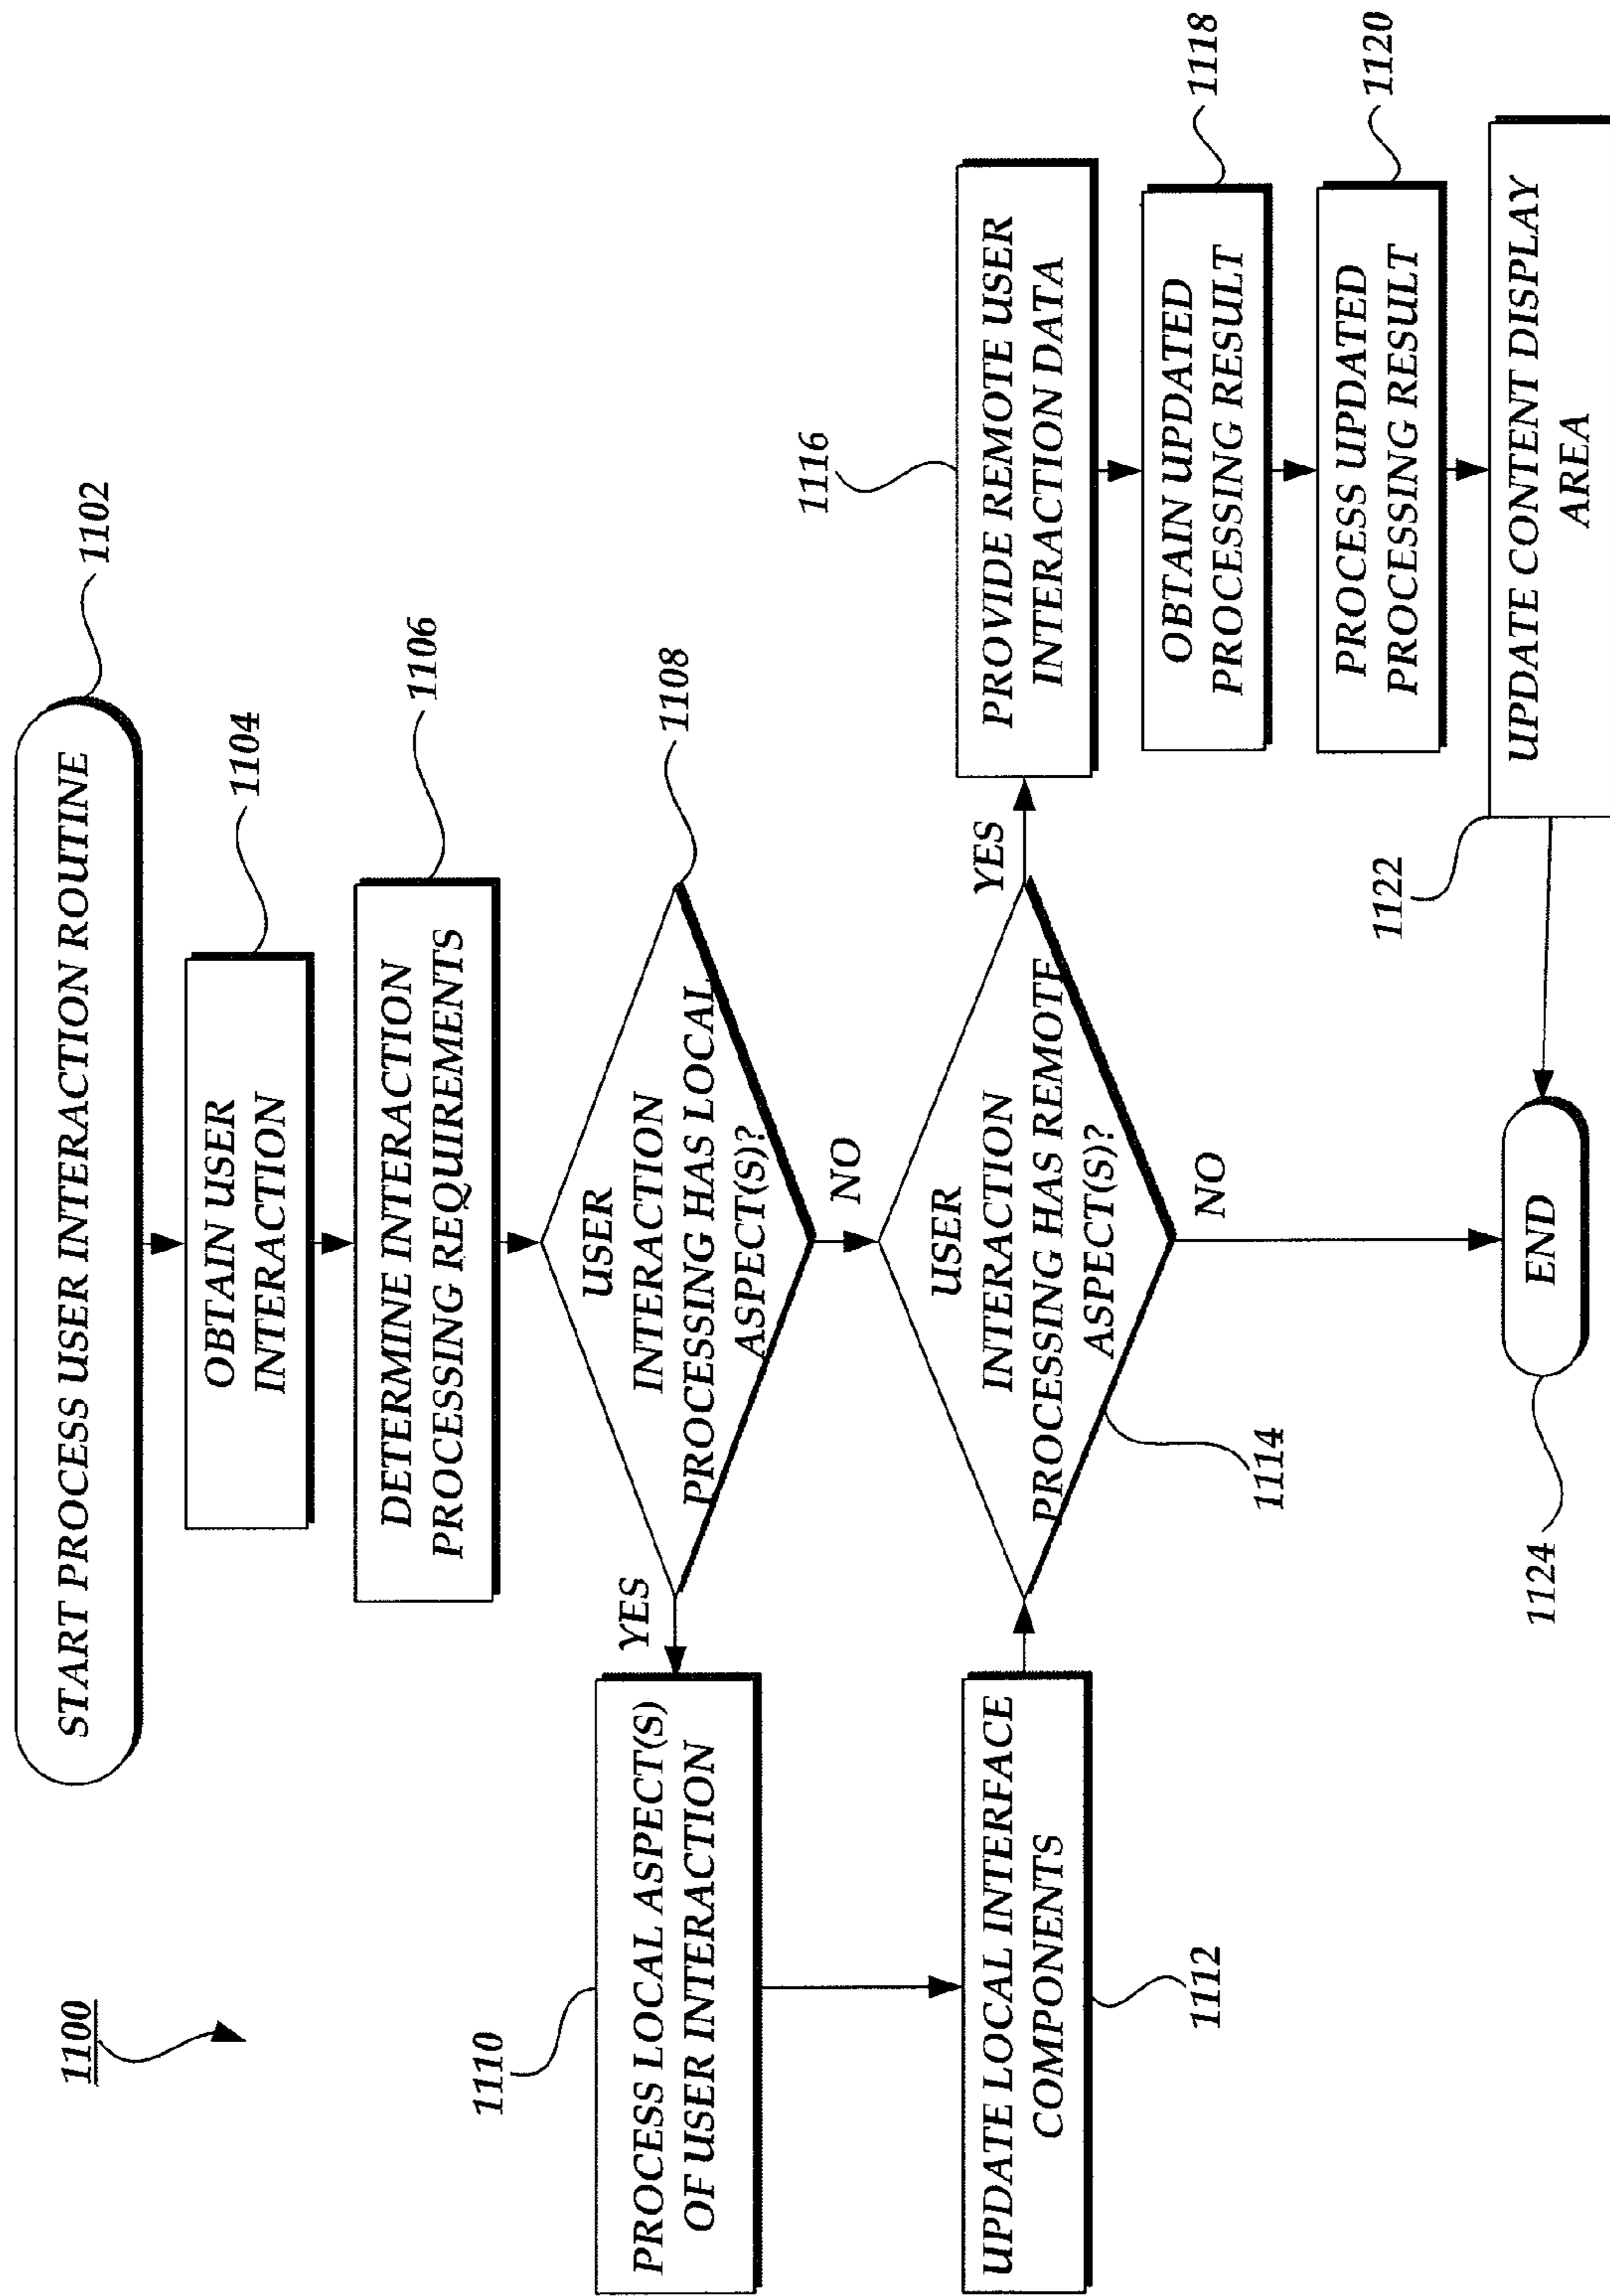 1100
START PROCESS USER INTERACTION ROUTINE
1102
OBTAIN USER
INTERACTION
1104
DETERMINE INTERACTION
PROCESSING REQUIREMENTS
1106
USER
INTERACTION
PROCESSING HAS LOCAL
ASPECT(S)?
1108
YES
NO
1110
PROCESS LOCAL ASPECT(S)
OF USER INTERACTION
UPDATE LOCAL INTERFACE
COMPONENTS
1112
USER
INTERACTION
PROCESSING HAS REMOTE
ASPECT(S)?
1114
YES
NO
1116
PROVIDE REMOTE USER
INTERACTION DATA
OBTAIN UPDATED
PROCESSING RESULT
1118
PROCESS UPDATED
PROCESSING RESULT
1120
UPDATE CONTENT DISPLAY
AREA
1122
END
1124